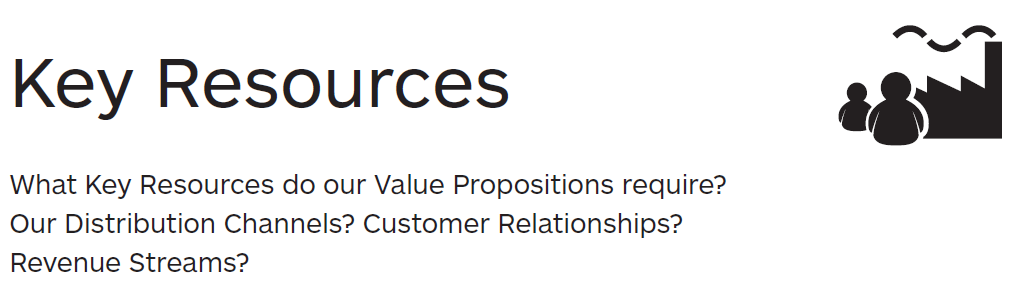 Key Resources
What Key Resources do our Value Propositions require?
Our Distribution Channels? Customer Relationships?
Revenue Streams?